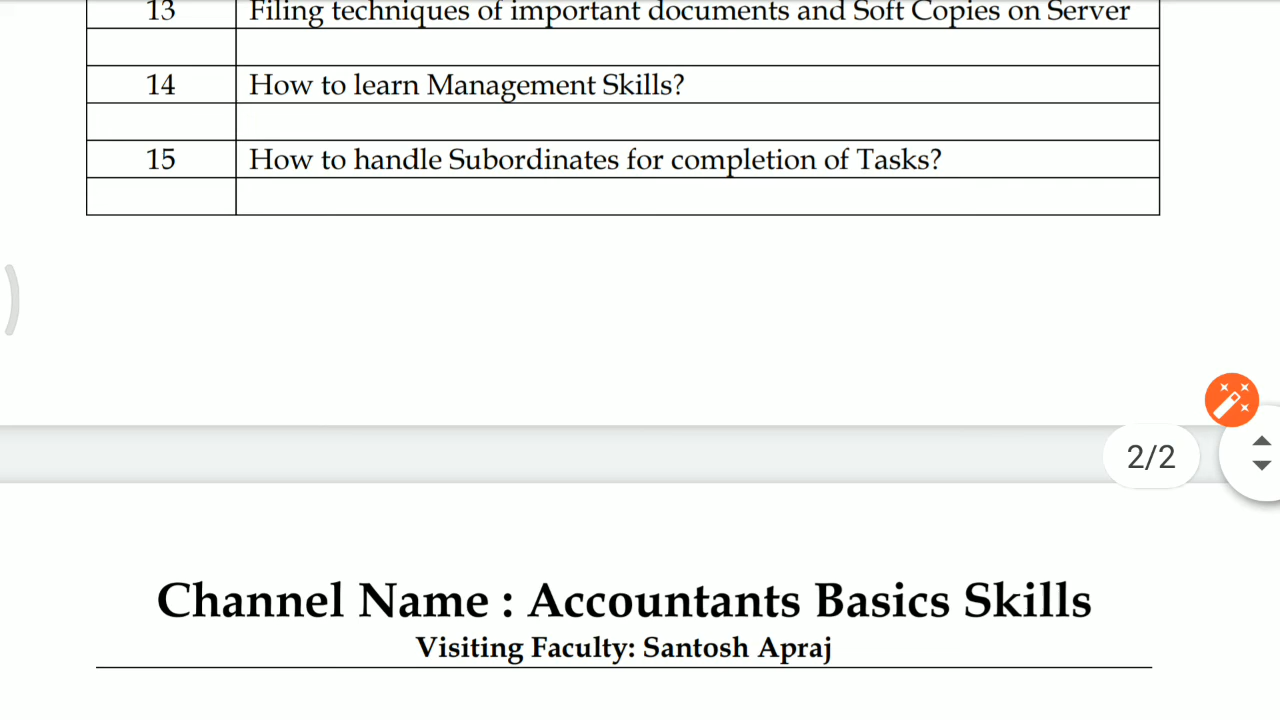 13 Filing techniques of important documents and Soft Copies on Server
14 How to learn Management Skills?
15 How to handle Subordinates for completion of Tasks?
2/2
Channel Name : Accountants Basics Skills
Visiting Faculty: Santosh Apraj